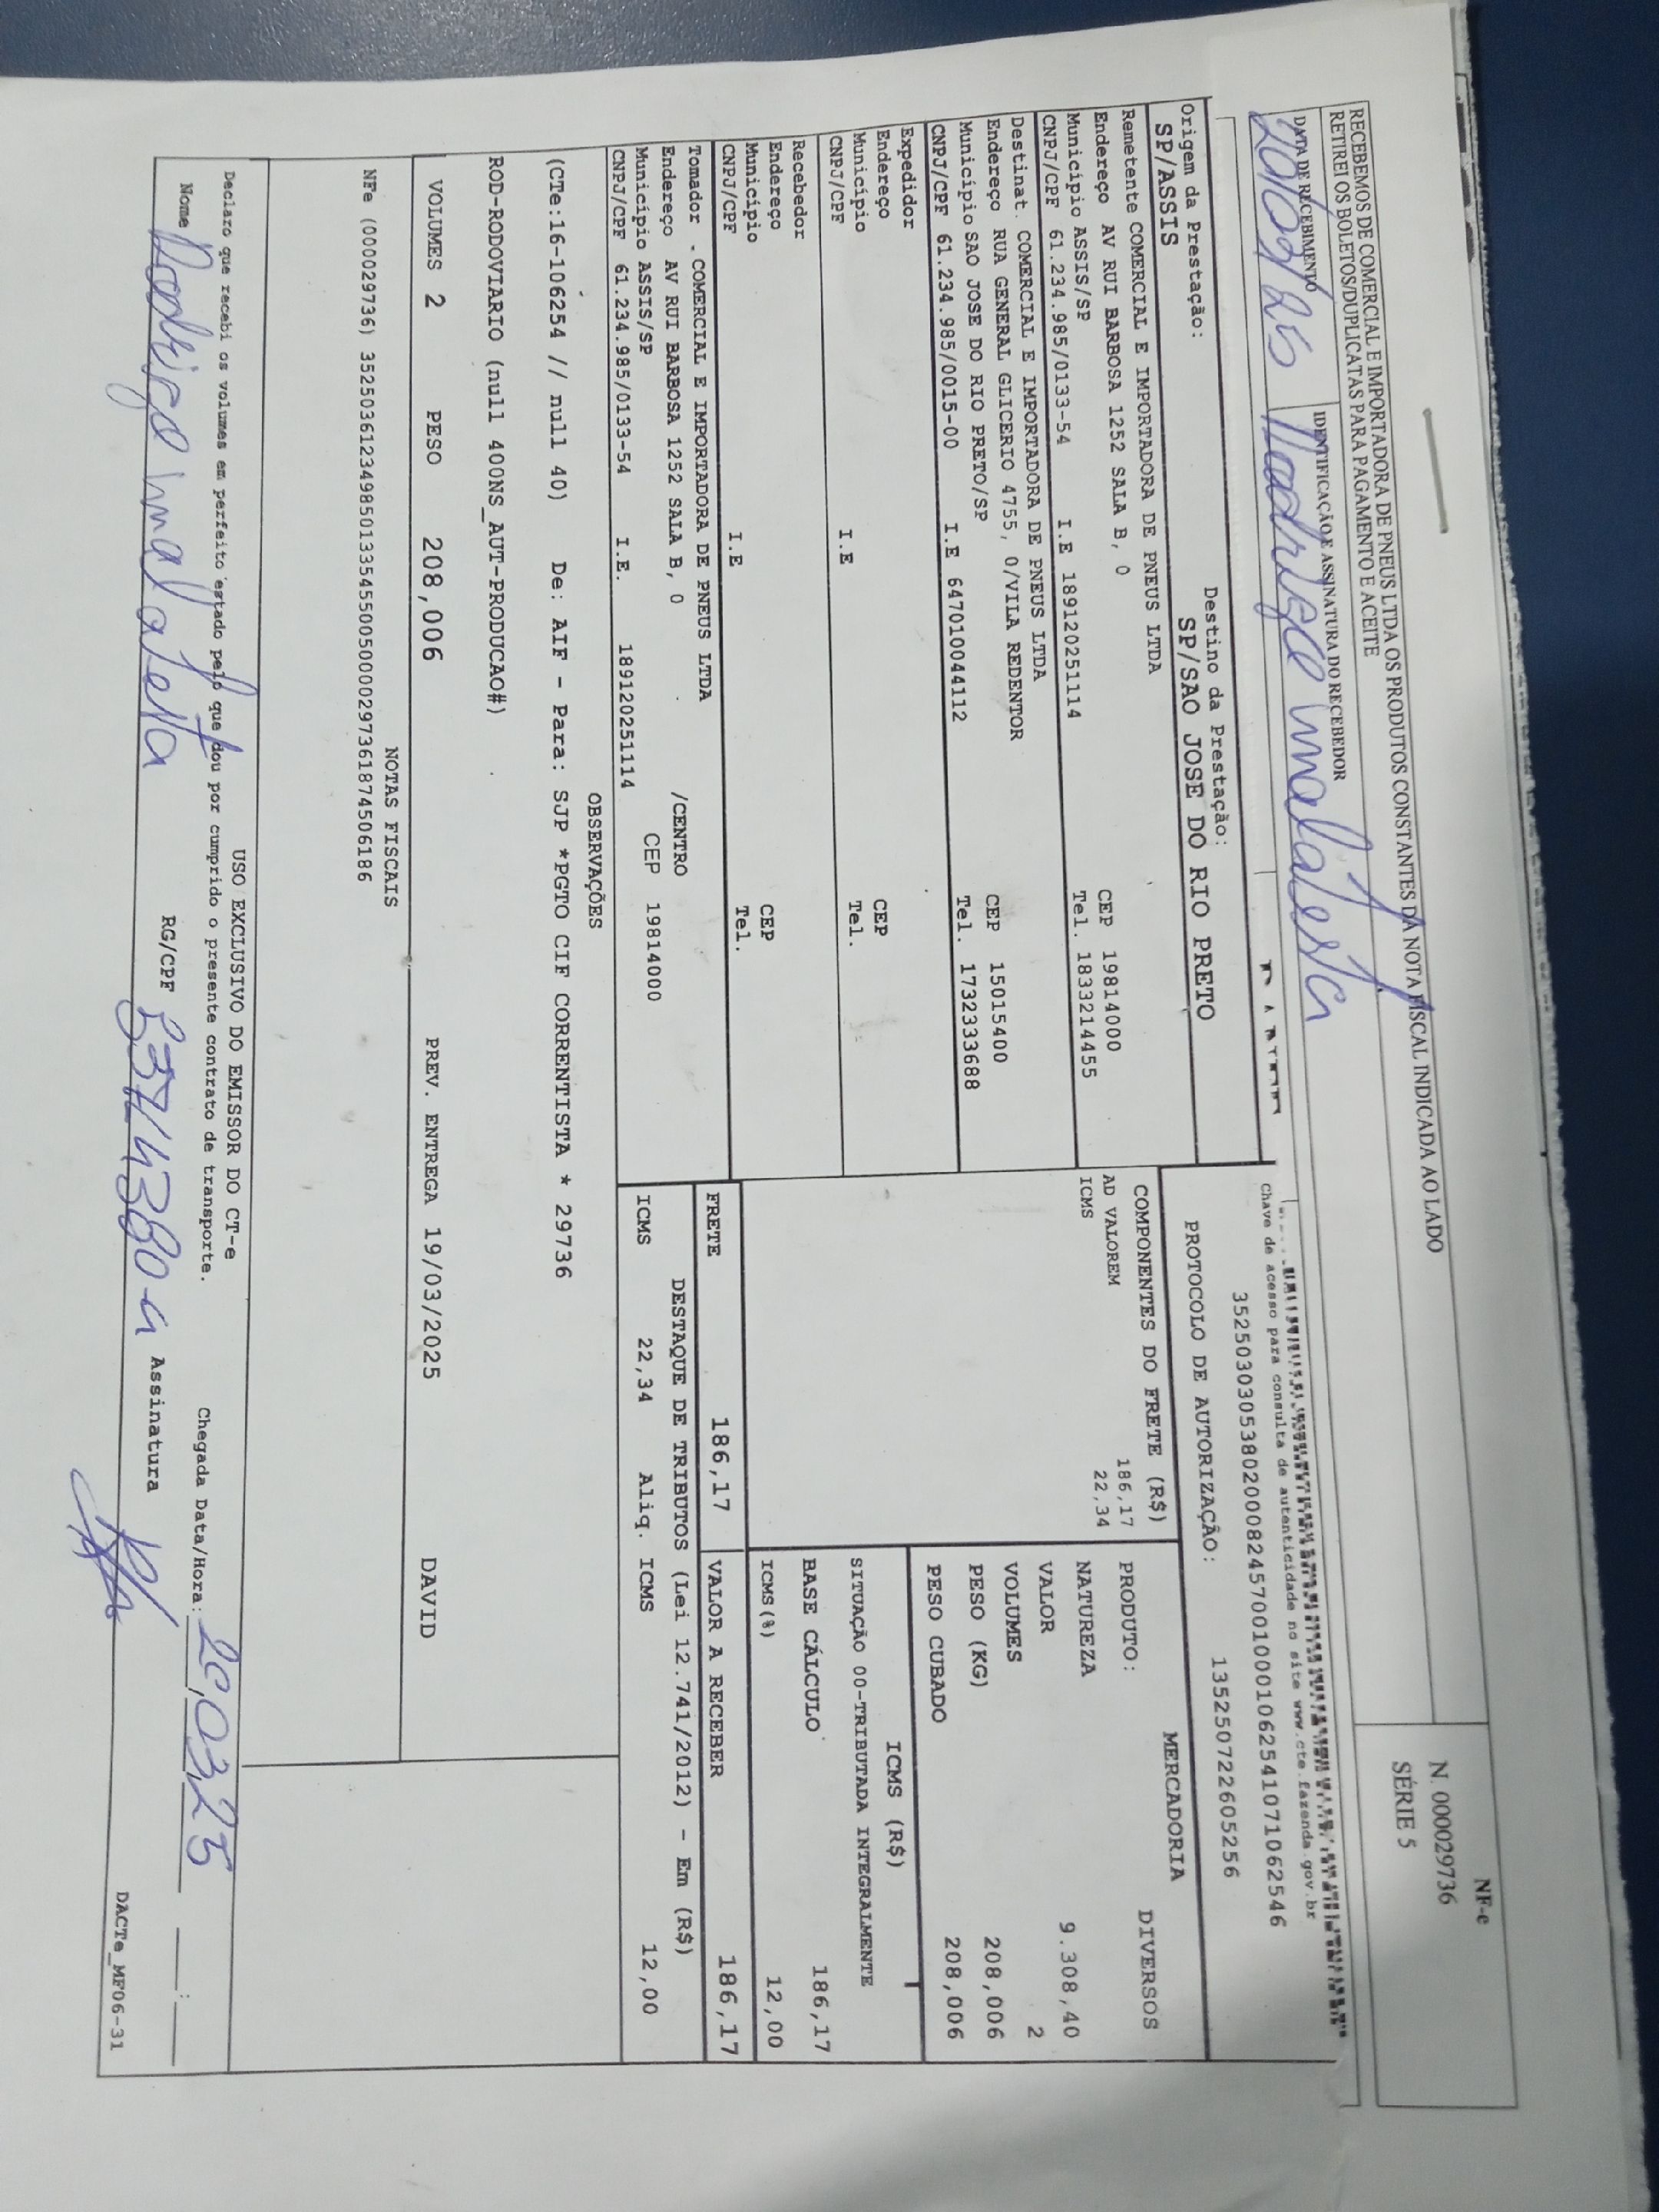 NF-e
N. 000029736
SÉRIE 5
RECEBEMOS DE COMERCIAL E IMPORTADORA DE PNEUS LTDA OS PRODUTOS CONSTANTES DA NOTA FISCAL INDICADA AO LADO
RETIREI OS BOLETOS/DUPLICATAS PARA PAGAMENTO E ACEITE
DATA DE RECEBIMENTO
IDENTIFICAÇÃO E ASSINATURA DO RECEBEDOR
20/03/25 Rodrigo
Chave de acesso para consulta de autenticidade no site www.cte.fazenda.gov.br
35250303053802000824570010001062541071062546
PROTOCOLO DE AUTORIZAÇÃO: 135250722605256
Origem da Prestação: Destino da Prestação:
SP/ASSIS SP/SAO JOSE DO RIO PRETO
Remetente COMERCIAL E IMPORTADORA DE PNEUS LTDA
Endereço AV RUI BARBOSA 1252 SALA B, 0 CEP 19814000
Município ASSIS/SP Tel. 1833214455
CNPJ/CPF 61.234.985/0133-54 I.E 189120251114
Destinat. COMERCIAL E IMPORTADORA DE PNEUS LTDA
Endereço RUA GENERAL GLICERIO 4755, 0/VILA REDENTOR CEP 15015400
Município SAO JOSE DO RIO PRETO/SP Tel. 1732333688
CNPJ/CPF 61.234.985/0015-00 I.E 647010044112
Expedidor
Endereço CEP
Município Tel.
CNPJ/CPF I.E
Recebedor
Endereço CEP
Município Tel.
CNPJ/CPF I.E
Tomador . COMERCIAL E IMPORTADORA DE PNEUS LTDA
Endereço AV RUI BARBOSA 1252 SALA B, 0 /CENTRO
Município ASSIS/SP CEP 19814000
CNPJ/CPF 61.234.985/0133-54 I.E. 189120251114
COMPONENTES DO FRETE (R$)
AD VALOREM 186,17
ICMS 22,34
MERCADORIA
PRODUTO: DIVERSOS
NATUREZA
VALOR 9.308,40
VOLUMES 2
PESO (KG) 208,006
PESO CUBADO 208,006
ICMS (R$)
SITUAÇÃO 00-TRIBUTADA INTEGRALMENTE
BASE CÁLCULO 186,17
ICMS(%) 12,00
FRETE 186,17 VALOR A RECEBER 186,17
DESTAQUE DE TRIBUTOS (Lei 12.741/2012) - Em (R$)
ICMS 22,34 Aliq. ICMS 12,00
OBSERVAÇÕES
(CTe:16-106254 // null 40) De: AIF - Para: SJP *PGTO CIF CORRENTISTA * 29736
ROD-RODOVIARIO (null 400NS_AUT-PRODUCAO#)
VOLUMES 2 PESO 208,006 PREV. ENTREGA 19/03/2025 DAVID
NOTAS FISCAIS
NFe (000029736) 35250361234985013354550050000297361874506186
USO EXCLUSIVO DO EMISSOR DO CT-e
Declaro que recebi os volumes em perfeito estado pelo que dou por cumprido o presente contrato de transporte.
Chegada Data/Hora: 20,03,25 :
Nome Rodrigo RG/CPF Assinatura
DACTe_MF06-31